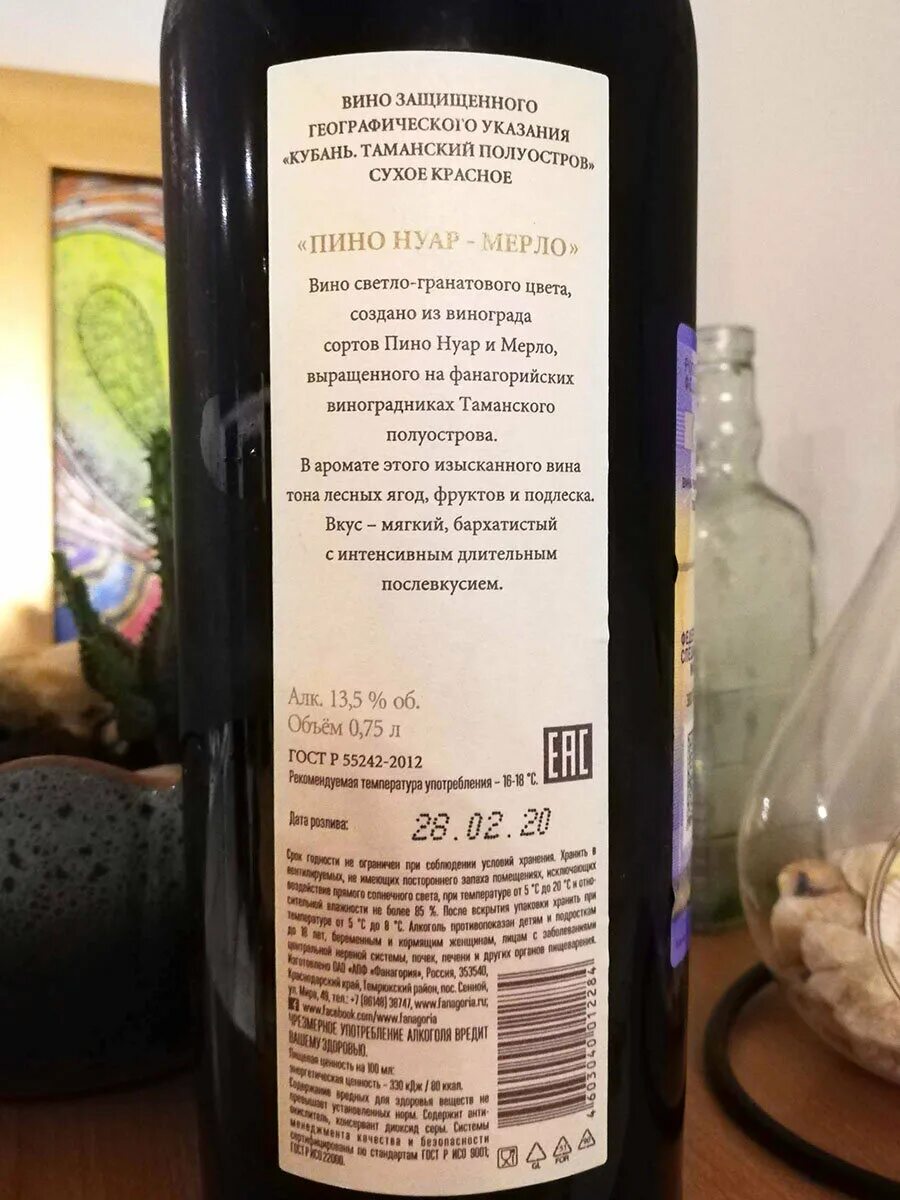 ВИНО ЗАЩИЩЕННОГО
ГЕОГРАФИЧЕСКОГО УКАЗАНИЯ
«КУБАНЬ. ТАМАНСКИЙ ПОЛУОСТРОВ»
СУХОЕ КРАСНОЕ
«ПИНО НУАР - МЕРЛО»
Вино светло-гранатового цвета,
создано из винограда
сортов Пино Нуар и Мерло,
выращенного на фанагорийских
виноградниках Таманского
полуострова.
В аромате этого изысканного вина
тона лесных ягод, фруктов и подлеска.
Вкус – мягкий, бархатистый
с интенсивным длительным
послевкусием.
Алк. 13,5 % об.
Объём 0,75 л
ГОСТ Р 55242-2012
EAC
Рекомендуемая температура употребления – 16-18 °С.
Дата розлива:
28.02.20
Срок годности не ограничен при соблюдении условий хранения. Хранить в
вентилируемых, не имеющих постороннего запаха помещениях, исключающих
воздействие прямого солнечного света, при температуре от 5 °С до 20 °С и отно-
сительной влажности не более 85 %. После вскрытия упаковки хранить при
температуре от 5 °С до 8 °С. Алкоголь противопоказан детям и подросткам
до 18 лет, беременным и кормящим женщинам, лицам с заболеваниями
центральной нервной системы, почек, печени и других органов пищеварения.
Изготовлено ОАО «АПФ «Фанагория», Россия, 353540,
Краснодарский край, Темрюкский район, пос. Сенной,
ул. Мира, 49, тел.: +7 (86148) 38747, www.fanagoria.ru;
www.facebook.com/www.fanagoria
ЧРЕЗМЕРНОЕ УПОТРЕБЛЕНИЕ АЛКОГОЛЯ ВРЕДИТ
ВАШЕМУ ЗДОРОВЬЮ.
Пищевая ценность на 100 мл:
энергетическая ценность – 330 кДж / 80 ккал.
Содержание вредных для здоровья веществ не
превышает установленных норм. Содержит анти-
окислитель, консервант диоксид серы. Системы
менеджмента качества и безопасности
сертифицированы по стандартам ГОСТ Р ИСО 9001,
ГОСТ Р ИСО 22000.
4603040012284
GL
FOR